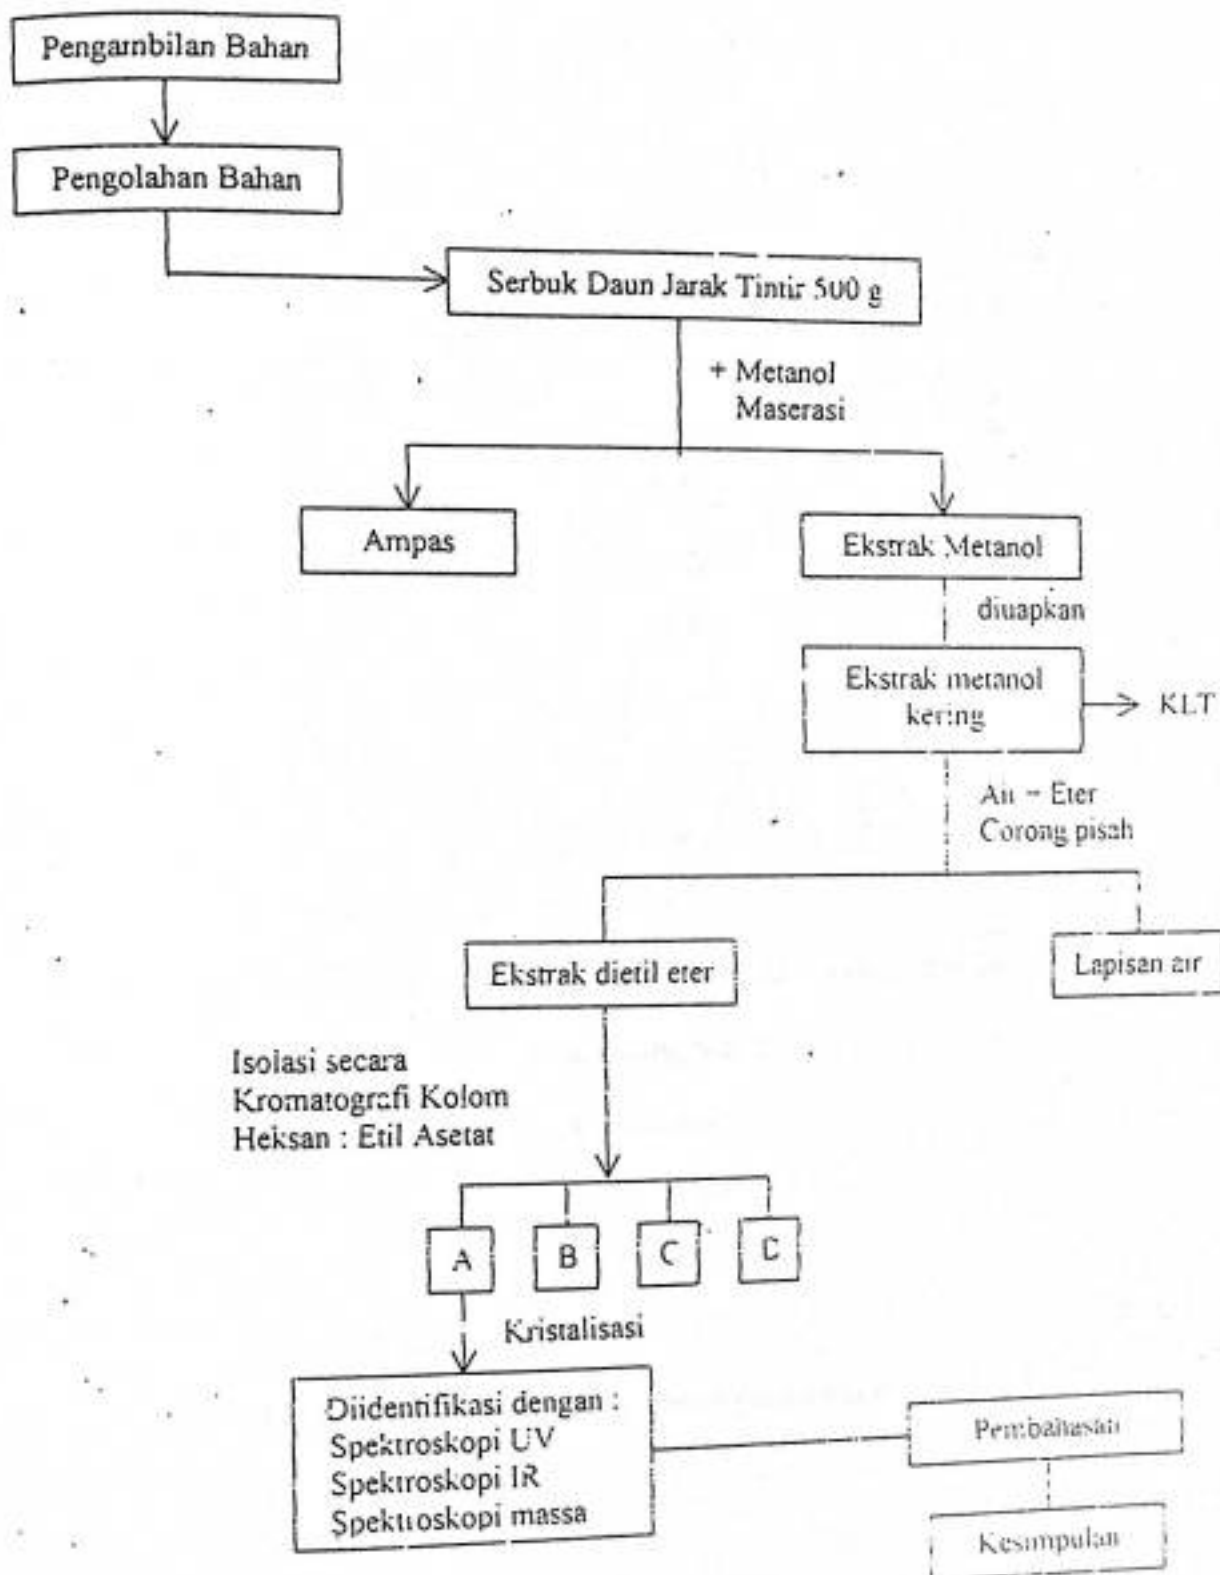 Pengambilan Bahan
Pengolahan Bahan
Serbuk Daun Jarak Tintir 500 g
+ Metanol
Maserasi
Ampas
Ekstrak Metanol
diuapkan
Ekstrak metanol
kering
KLT
Air - Eter
Corong pisah
Ekstrak dietil eter
Lapisan air
Isolasi secara
Kromatografi Kolom
Heksan : Etil Asetat
A B C D
Kristalisasi
Diidentifikasi dengan :
Spektroskopi UV
Spektroskopi IR
Spektroskopi massa
Pembahasan
Kesimpulan